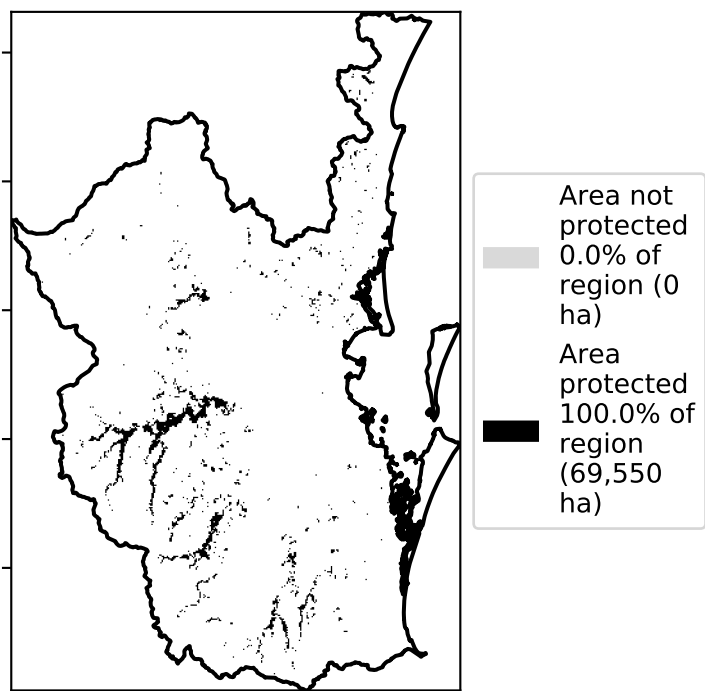 Area not
protected
0.0% of
region (0
ha)
Area
protected
100.0% of
region
(69,550
ha)